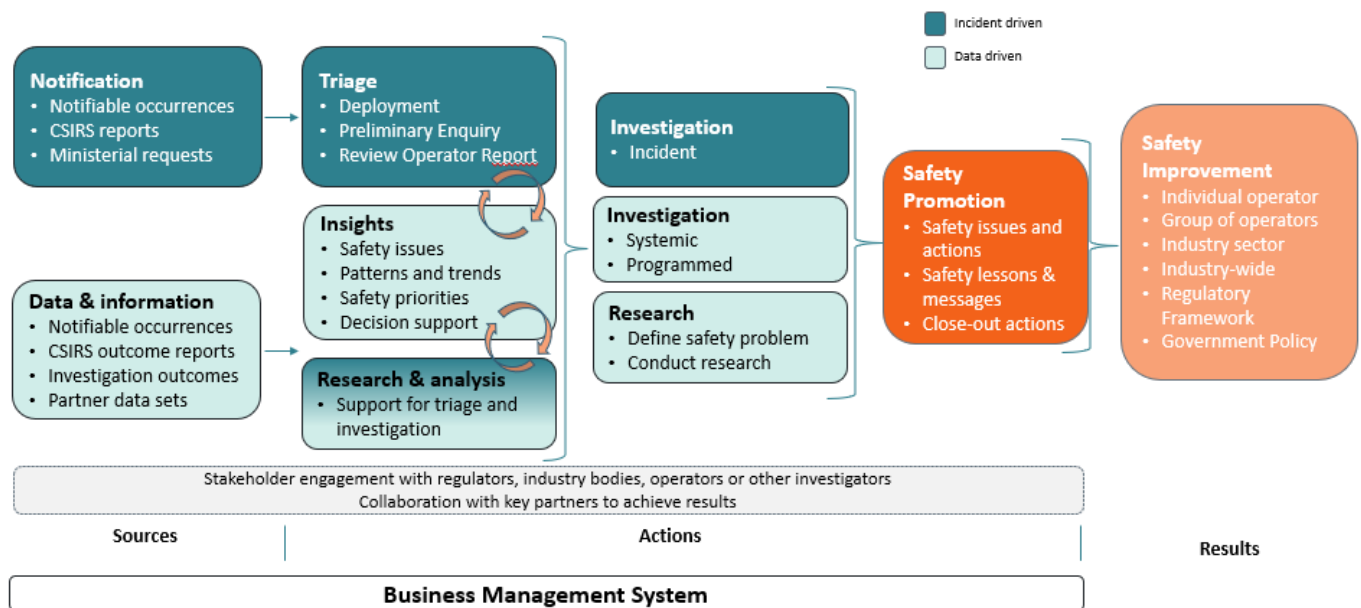 Incident driven
Data driven
Notification
• Notifiable occurrences
• CSIRS reports
• Ministerial requests
Triage
• Deployment
• Preliminary Enquiry
• Review Operator Report
Insights
• Safety issues
• Patterns and trends
• Safety priorities
• Decision support
Data & information
• Notifiable occurrences
• CSIRS outcome reports
• Investigation outcomes
• Partner data sets
Research & analysis
• Support for triage and
investigation
Investigation
• Incident
Investigation
• Systemic
• Programmed
Research
• Define safety problem
• Conduct research
Safety
Promotion
• Safety issues and
actions
• Safety lessons &
messages
• Close-out actions
Safety
Improvement
• Individual operator
• Group of operators
• Industry sector
• Industry-wide
• Regulatory
Framework
• Government Policy
Stakeholder engagement with regulators, industry bodies, operators or other investigators
Collaboration with key partners to achieve results
Sources
Actions
Results
Business Management System